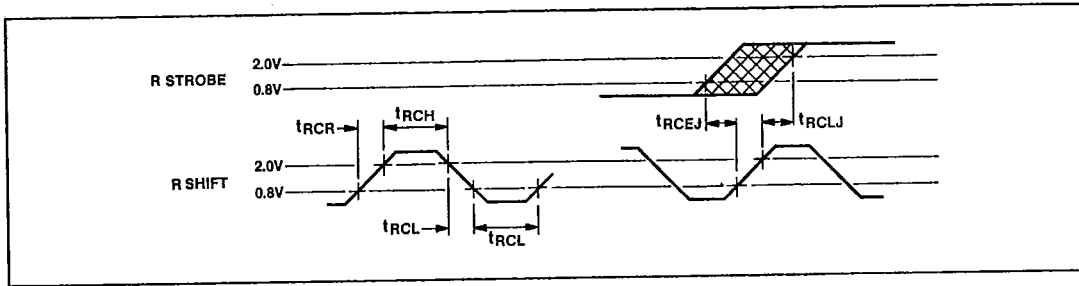 R STROBE
2.0V
0.8V
tRCR
tRCH
tRCEJ
tRCLJ
R SHIFT
2.0V
0.8V
tRCL
tRCL